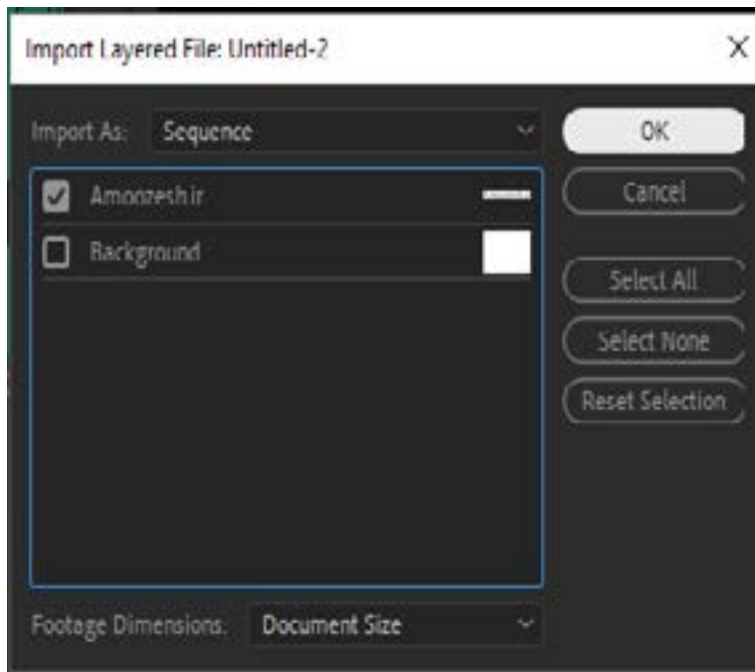 Import Layered File: Untitled-2
Import As: Sequence
OK
Amoozesh.ir
Cancel
Background
Select All
Select None
Reset Selection
Footage Dimensions: Document Size